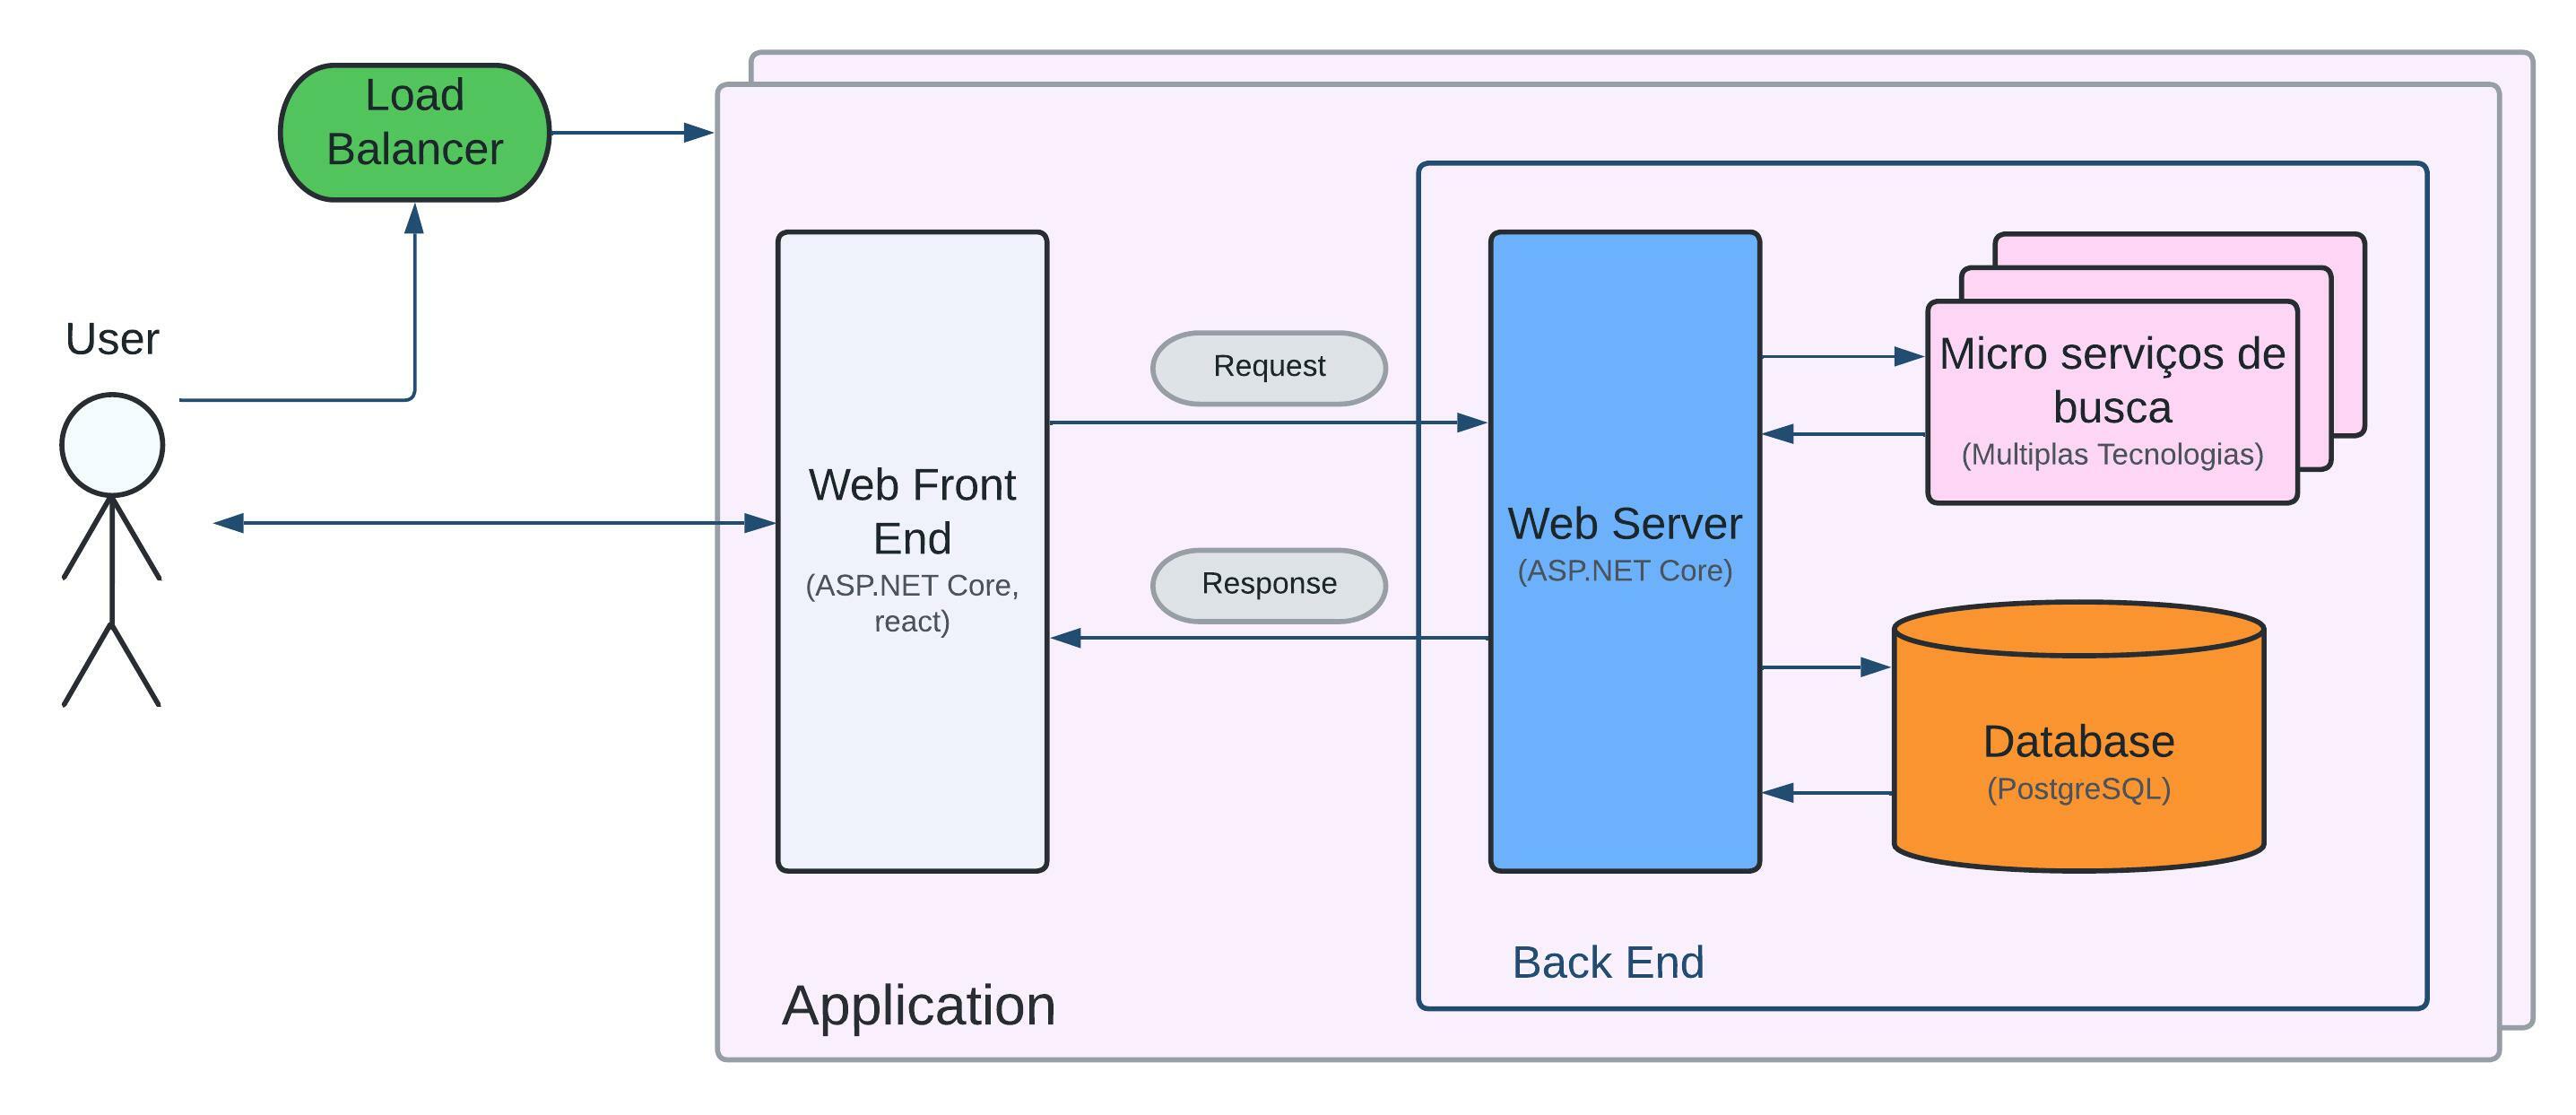 Load
Balancer
User
Web Front
End
(ASP.NET Core,
react)
Request
Response
Web Server
(ASP.NET Core)
Micro serviços de
busca
(Multiplas Tecnologias)
Database
(PostgreSQL)
Back End
Application